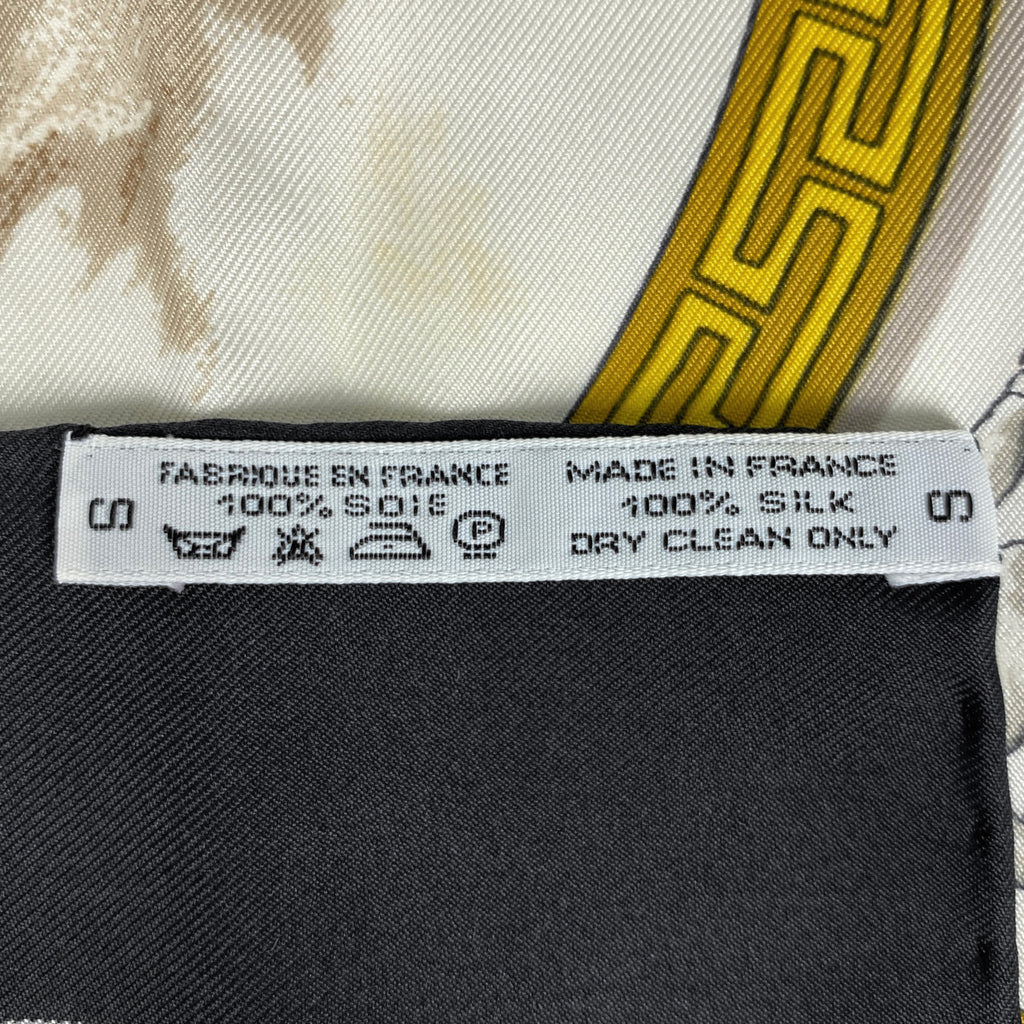 S
FABRIQUE EN FRANCE
100% SOIE
P
MADE IN FRANCE
100% SILK
DRY CLEAN ONLY
S